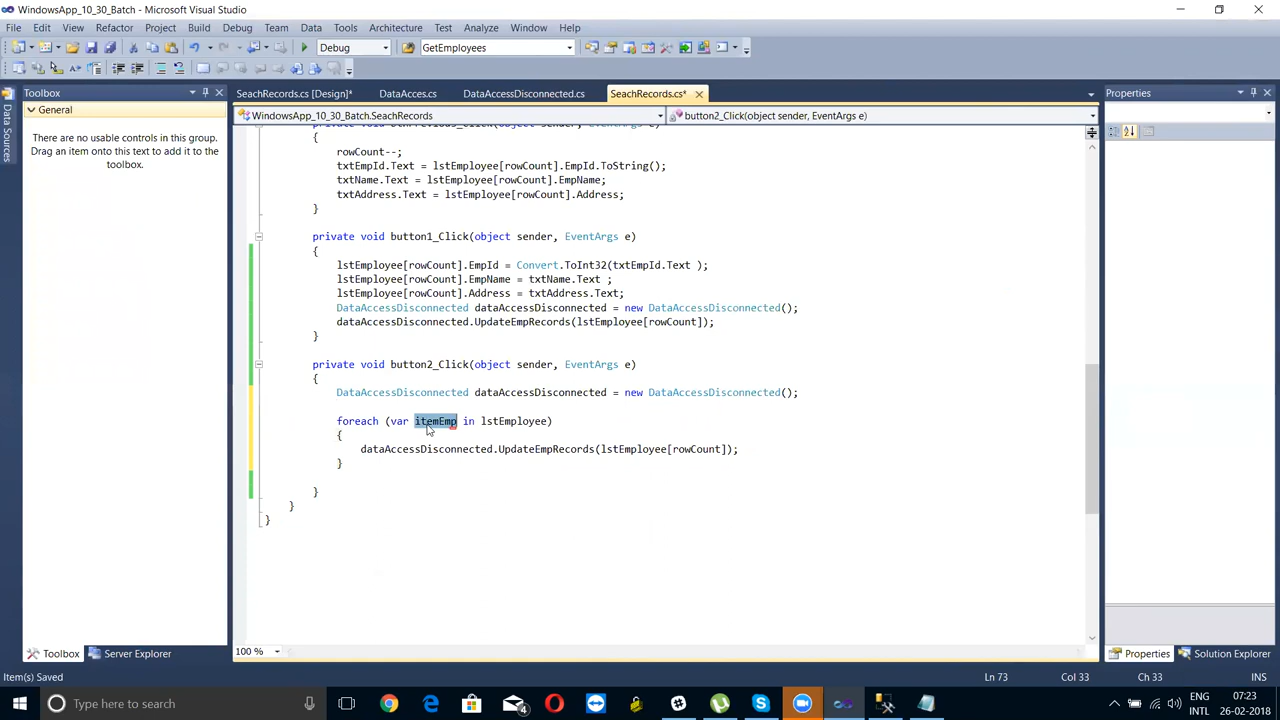 WindowsApp_10_30_Batch - Microsoft Visual Studio
File Edit View Refactor Project Build Debug Team Data Tools Architecture Test Analyze Window Help
Debug GetEmployees
Toolbox
SeachRecords.cs [Design]* DataAcces.cs DataAccessDisconnected.cs SeachRecords.cs*
Properties
Data Sources
General
WindowsApp_10_30_Batch.SeachRecords
button2_Click(object sender, EventArgs e)
There are no usable controls in this group.
Drag an item onto this text to add it to the
toolbox.
{
rowCount--;
txtEmpId.Text = lstEmployee[rowCount].EmpId.ToString();
txtName.Text = lstEmployee[rowCount].EmpName;
txtAddress.Text = lstEmployee[rowCount].Address;
}
private void button1_Click(object sender, EventArgs e)
{
lstEmployee[rowCount].EmpId = Convert.ToInt32(txtEmpId.Text );
lstEmployee[rowCount].EmpName = txtName.Text ;
lstEmployee[rowCount].Address = txtAddress.Text;
DataAccessDisconnected dataAccessDisconnected = new DataAccessDisconnected();
dataAccessDisconnected.UpdateEmpRecords(lstEmployee[rowCount]);
}
private void button2_Click(object sender, EventArgs e)
{
DataAccessDisconnected dataAccessDisconnected = new DataAccessDisconnected();
foreach (var itemEmp in lstEmployee)
{
dataAccessDisconnected.UpdateEmpRecords(lstEmployee[rowCount]);
}
}
}
}
100 %
Toolbox Server Explorer
Properties Solution Explorer
Item(s) Saved
Ln 73 Col 33 Ch 33 INS
Type here to search
4
ENG
INTL
07:23
26-02-2018